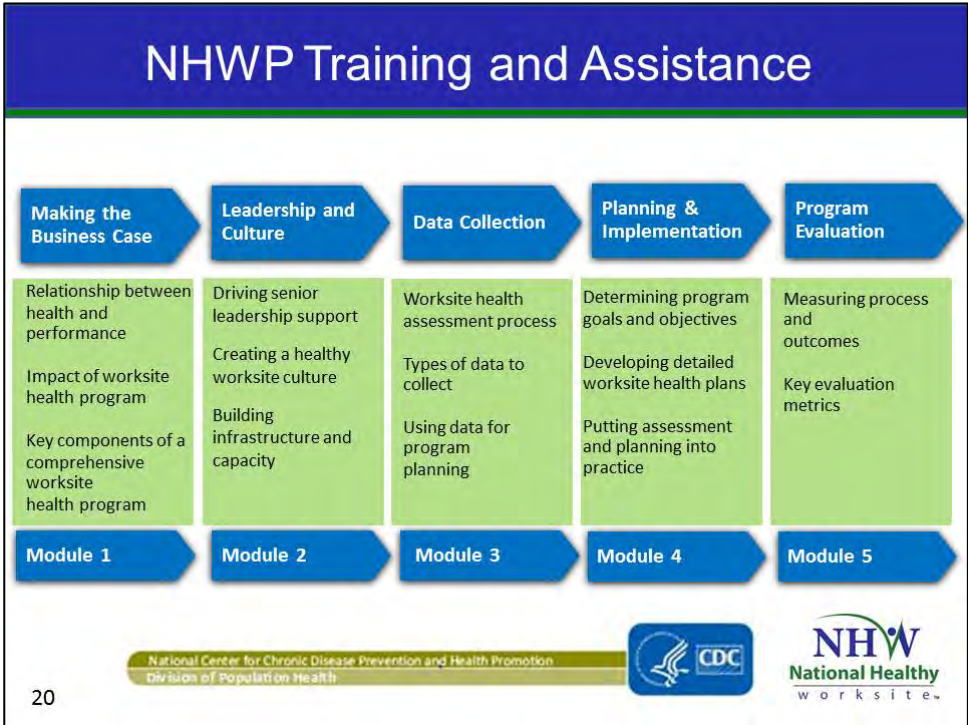 NHWP Training and Assistance
Making the
Business Case
Leadership and
Culture
Data Collection
Planning &
Implementation
Program
Evaluation
Relationship between
health and
performance
Impact of worksite
health program
Key components of a
comprehensive
worksite
health program
Driving senior
leadership support
Creating a healthy
worksite culture
Building
infrastructure and
capacity
Worksite health
assessment process
Types of data to
collect
Using data for
program
planning
Determining program
goals and objectives
Developing detailed
worksite health plans
Putting assessment
and planning into
practice
Measuring process
and
outcomes
Key evaluation
metrics
Module 1
Module 2
Module 3
Module 4
Module 5
National Center for Chronic Disease Prevention and Health Promotion
Division of Population Health
CDC
NHW
National Healthy
worksite
20